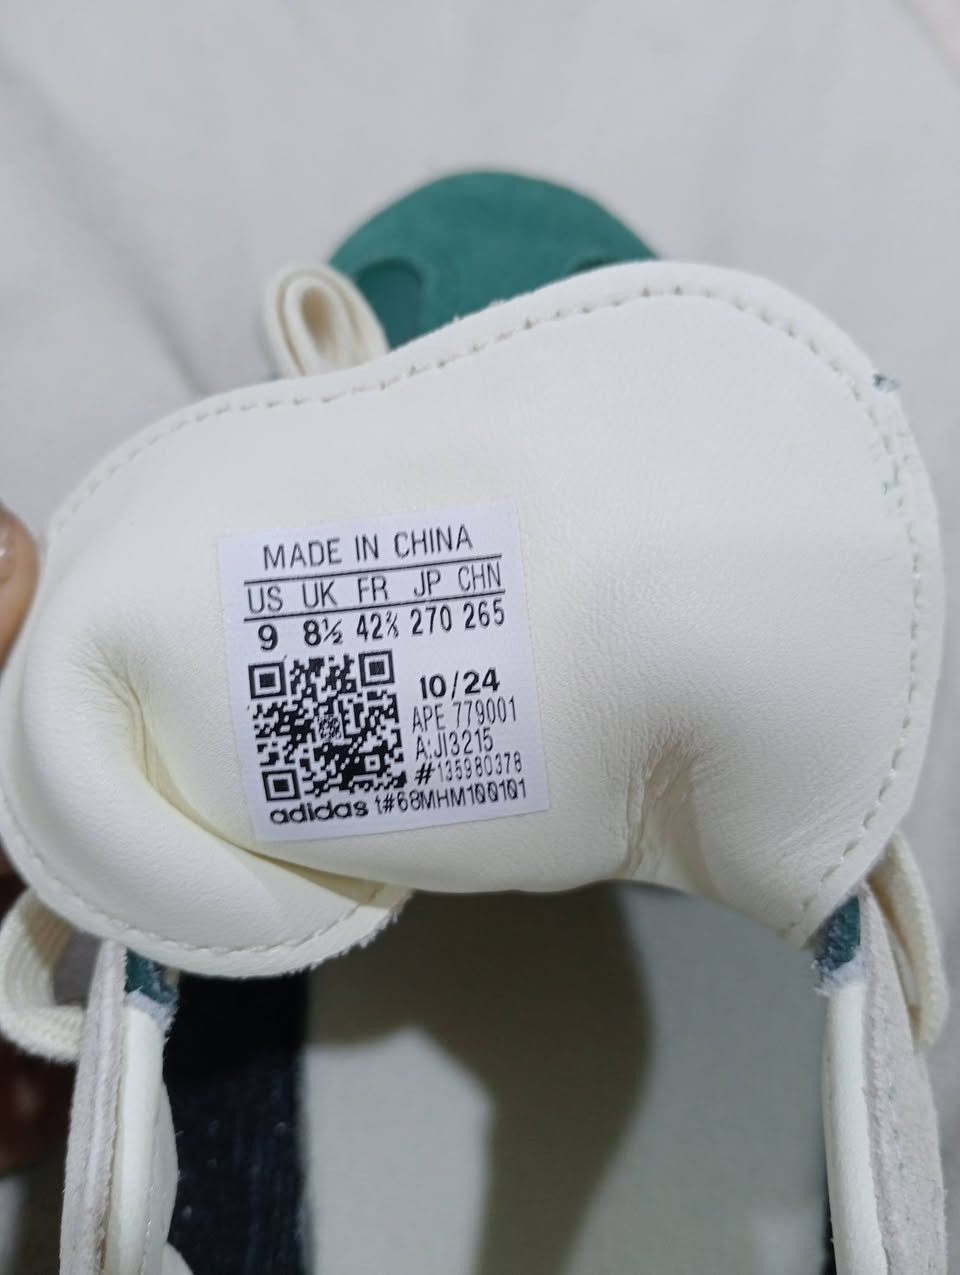 MADE IN CHINA
US UK FR JP CHN
9 8½ 42⅔ 270 265
10/24
APE 779001
A:JI3215
#135980378
adidas t#68MHM100101